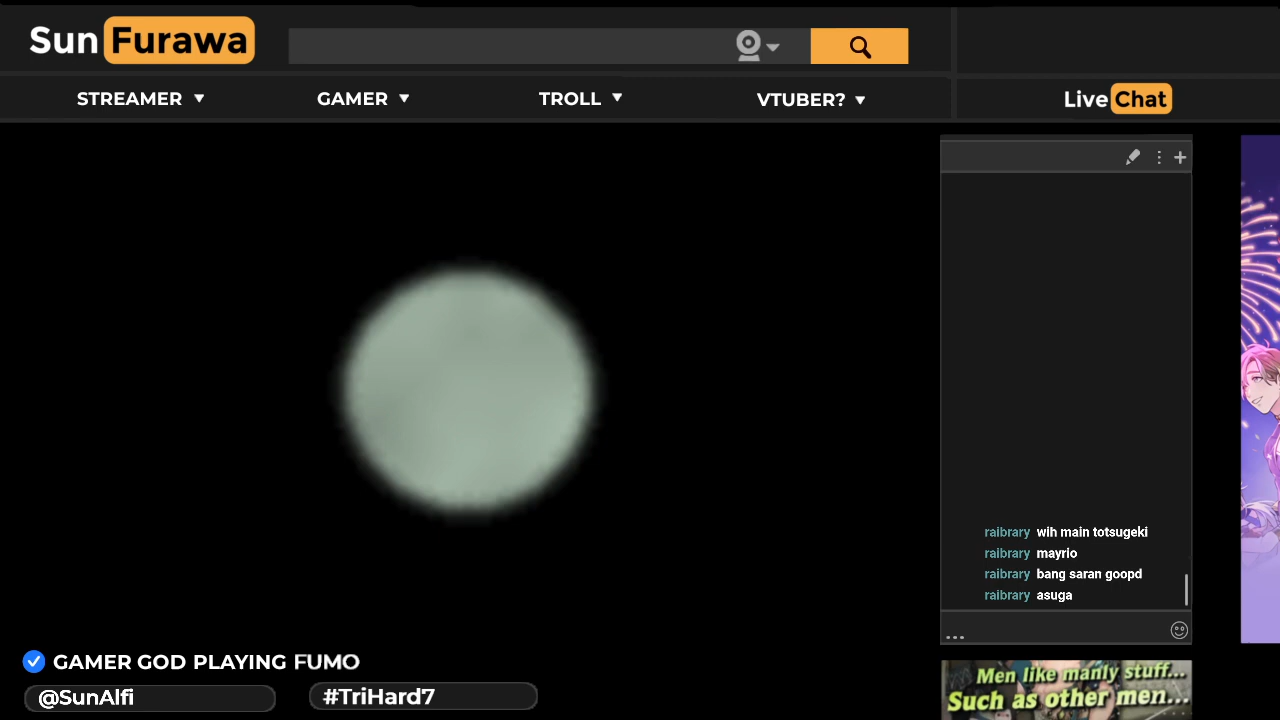 Sun Furawa
STREAMER GAMER TROLL VTUBER?
Live Chat
raibrary wih main totsugeki
raibrary mayrio
raibrary bang saran goopd
raibrary asuga
...
GAMER GOD PLAYING FUMO
@SunAlfi #TriHard7
Men like manly stuff...
Such as other men...